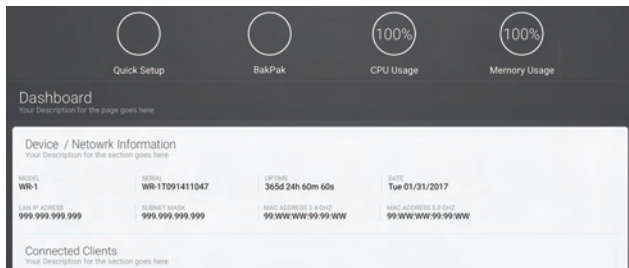 100%
100%
Quick Setup
BakPak
CPU Usage
Memory Usage
Dashboard
Your Description for the page goes here
Device / Netowrk Information
Your Description for the section goes here
MODEL
SERIAL
UPTIME
DATE
WR-1
WR-1T091411047
365d 24h 60m 60s
Tue 01/31/2017
LAN IP ADRESS
SUBNET MASK
MAC ADDRESS 2.4 GHZ
MAC ADDRESS 5.0 GHZ
999.999.999.999
999.999.999.999
99:WW:WW:99:99:WW
99:WW:WW:99:99:WW
Connected Clients
Your Description for the section goes here